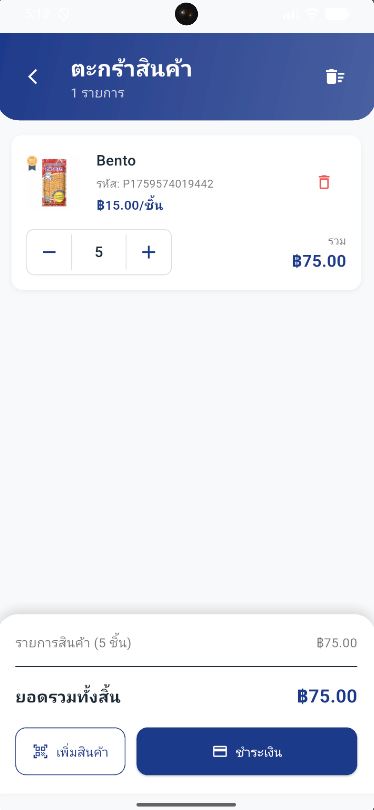 ตะกร้าสินค้า
1 รายการ
Bento
รหัส: P1759574019442
฿15.00/ชิ้น
5
รวม
฿75.00
รายการสินค้า (5 ชิ้น)
฿75.00
ยอดรวมทั้งสิ้น
฿75.00
เพิ่มสินค้า
ชำระเงิน